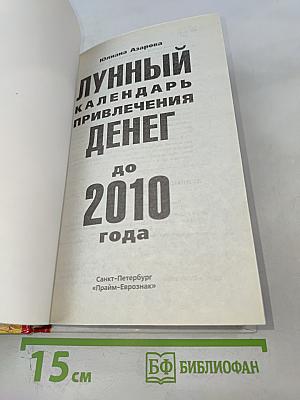 Юлиана Азарова
ЛУННЫЙ
КАЛЕНДАРЬ
ПРИВЛЕЧЕНИЯ
ДЕНЕГ
до
2010
года
Санкт-Петербург
«Прайм-Еврознак»
15 см
БФ БИБЛИОФАН